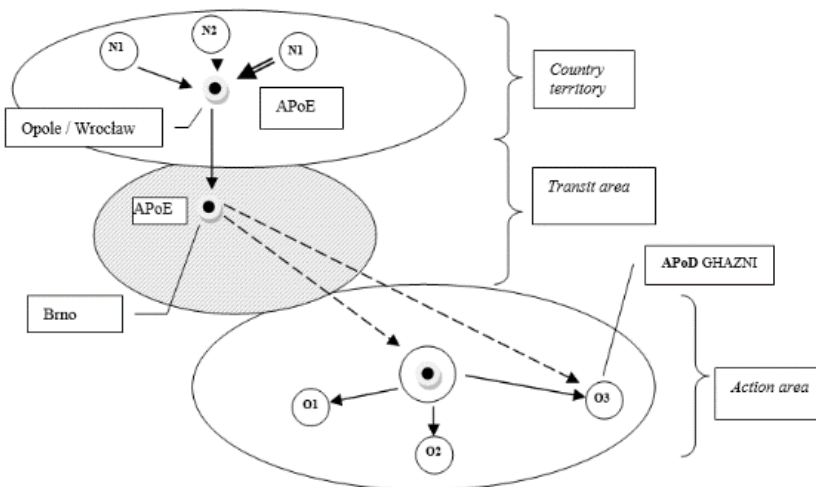 N1
N2
N1
Country
territory
APoE
Opole / Wrocław
APoE
Transit area
APoD GHAZNI
Brno
O1
O2
O3
Action area